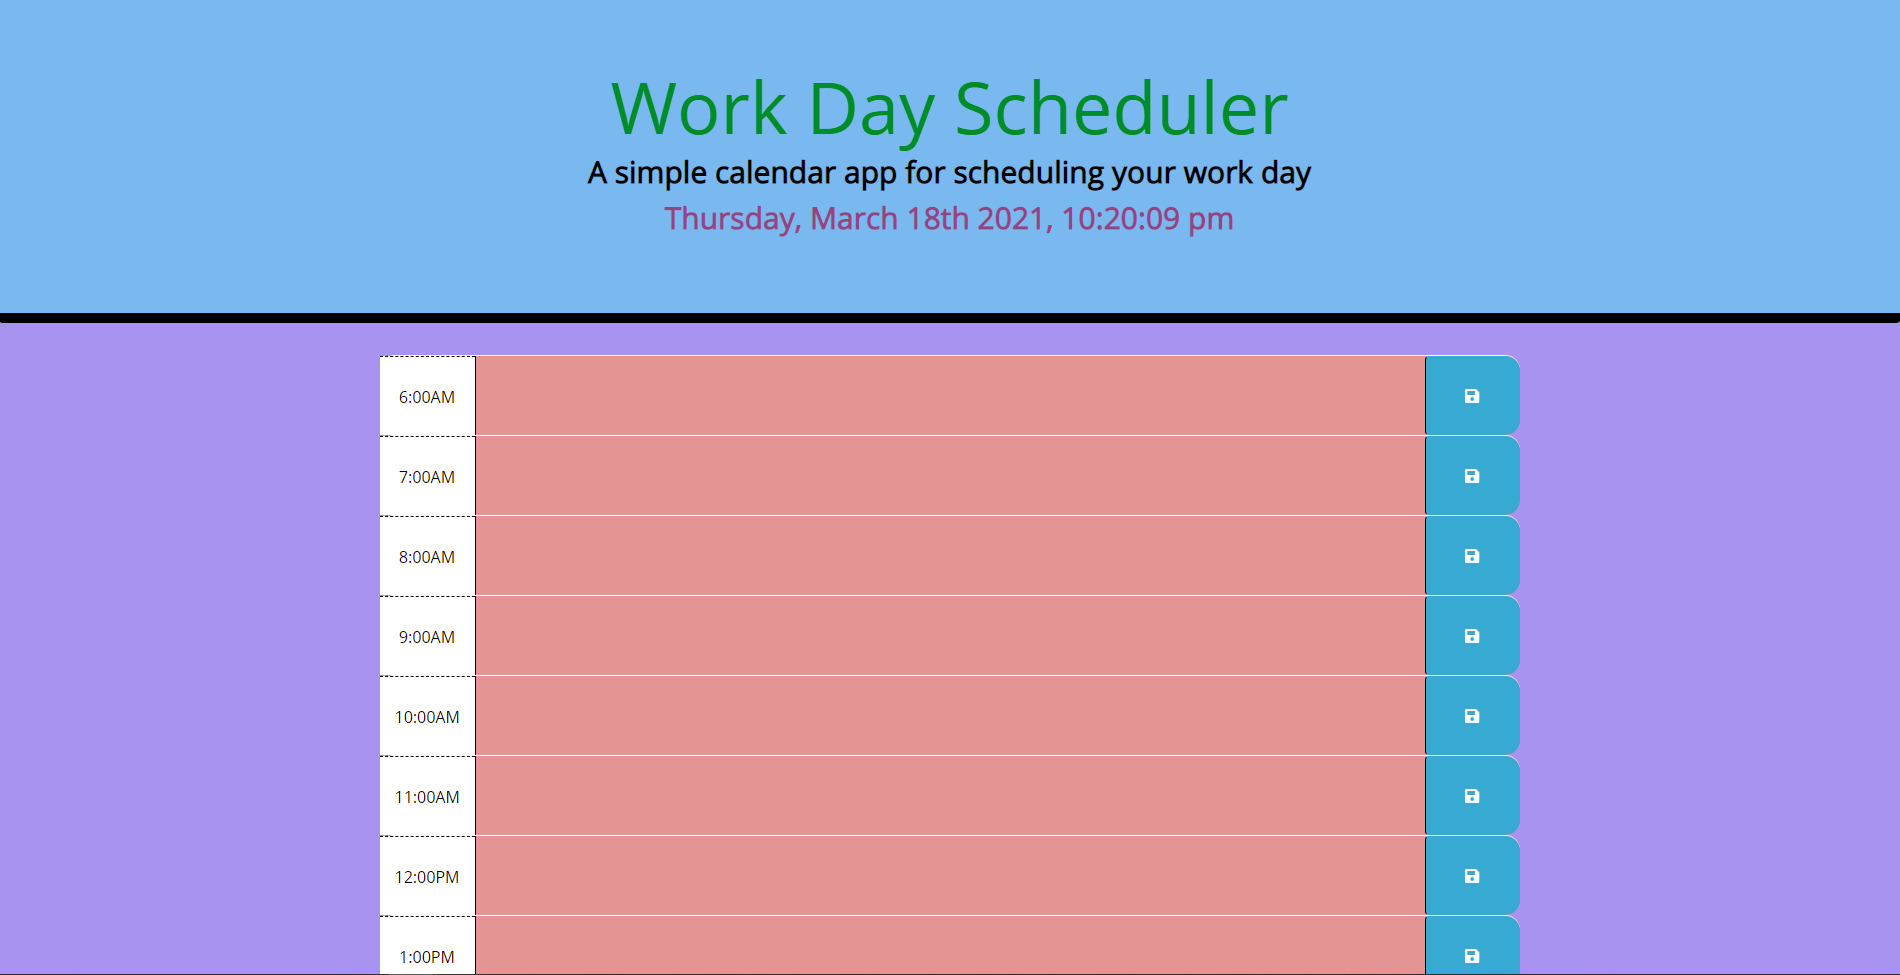 Work Day Scheduler
A simple calendar app for scheduling your work day
Thursday, March 18th 2021, 10:20:09 pm
6:00AM
7:00AM
8:00AM
9:00AM
10:00AM
11:00AM
12:00PM
1:00PM